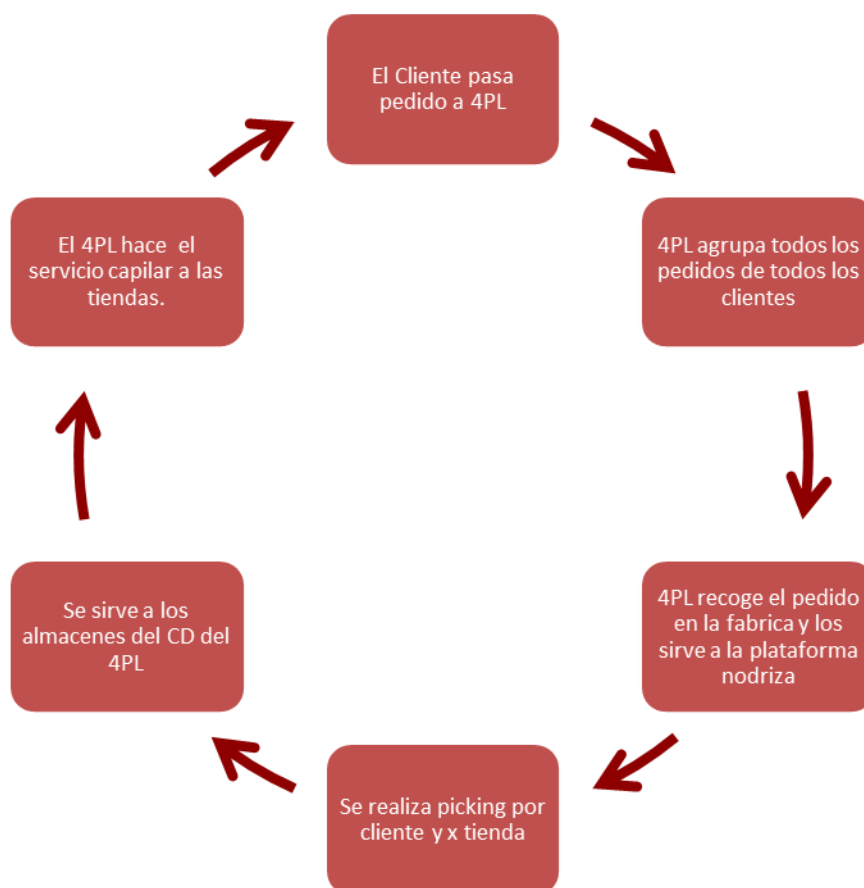 El Cliente pasa
pedido a 4PL
4PL agrupa todos los
pedidos de todos los
clientes
4PL recoge el pedido
en la fabrica y los
sirve a la plataforma
nodriza
Se realiza picking por
cliente y x tienda
Se sirve a los
almacenes del CD del
4PL
El 4PL hace  el
servicio capilar a las
tiendas.